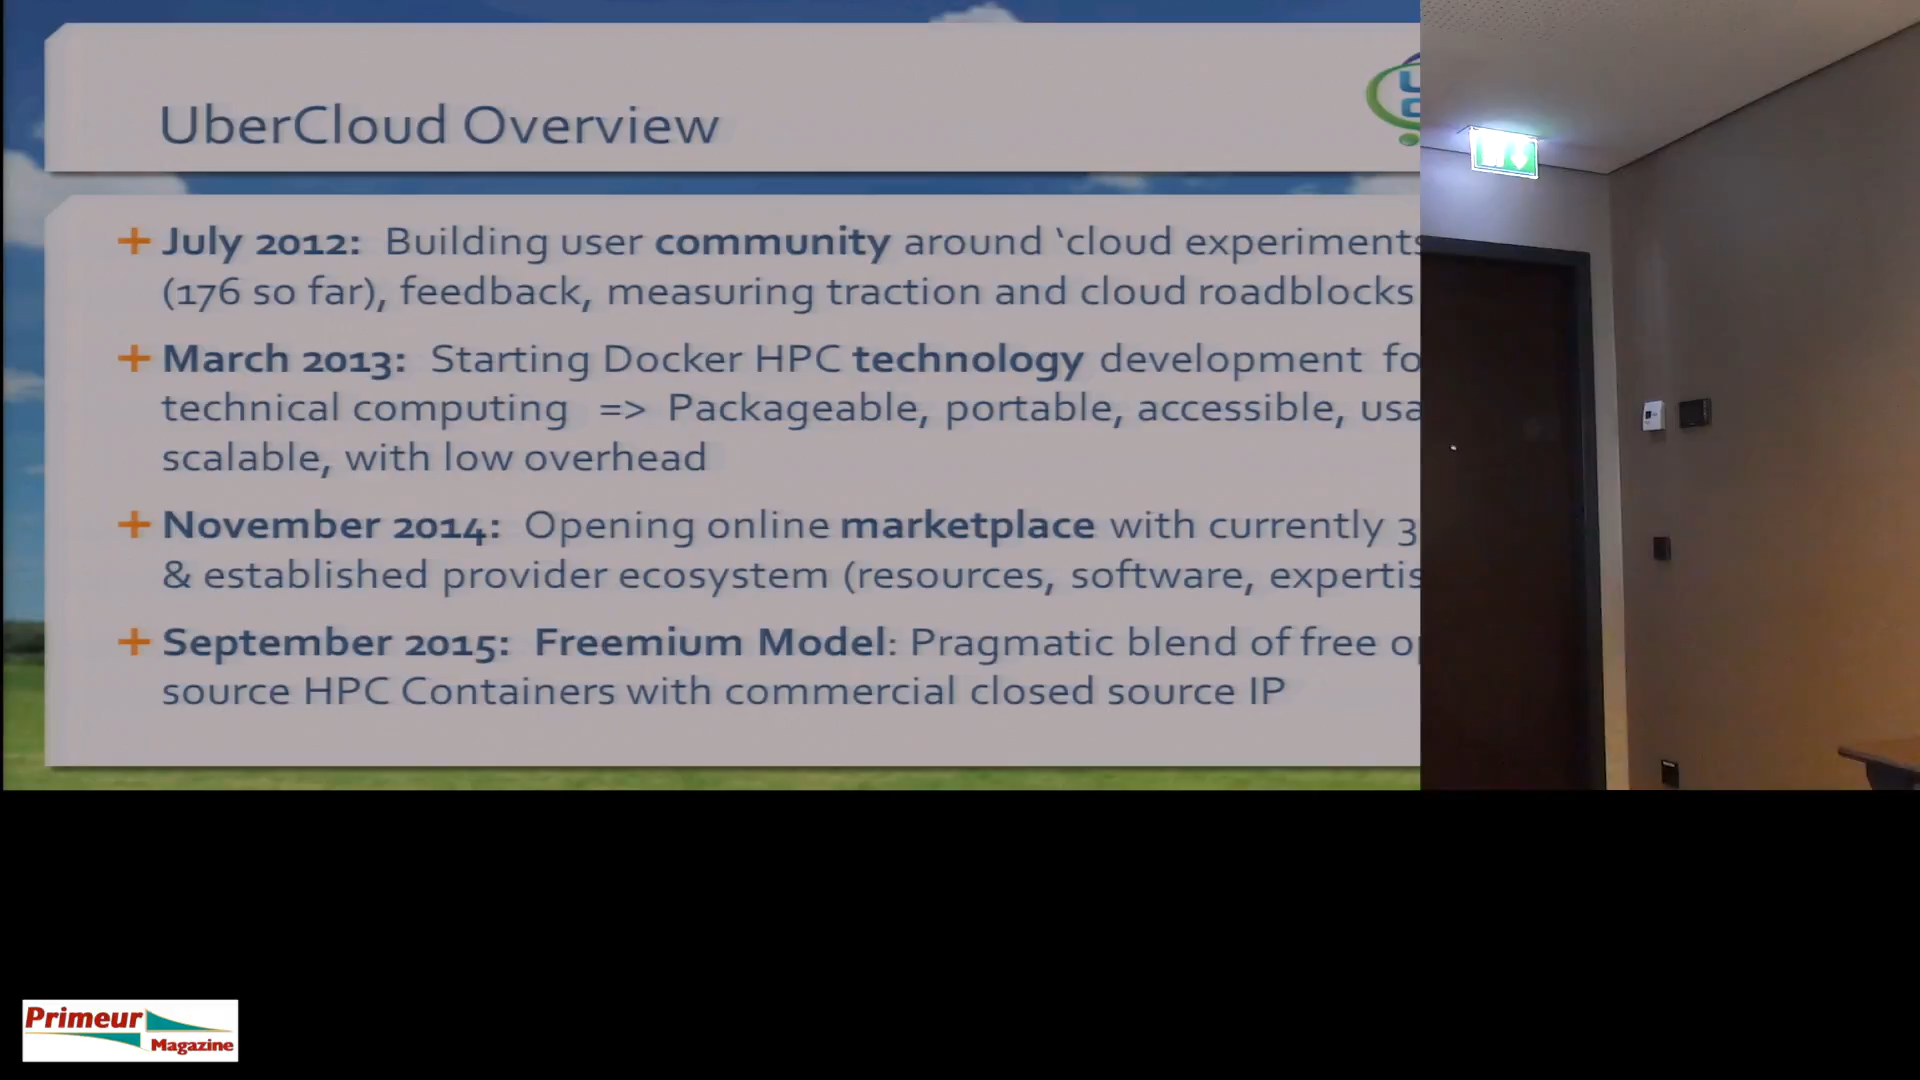 UberCloud Overview
+ July 2012: Building user community around ‘cloud experiments
(176 so far), feedback, measuring traction and cloud roadblocks
+ March 2013: Starting Docker HPC technology development
technical computing => Packageable, portable, accessible,
scalable, with low overhead
+ November 2014: Opening online marketplace with currently 3
& established provider ecosystem (resources, software,
+ September 2015: Freemium Model: Pragmatic blend of free
source HPC Containers with commercial closed source IP
Primeur
Magazine